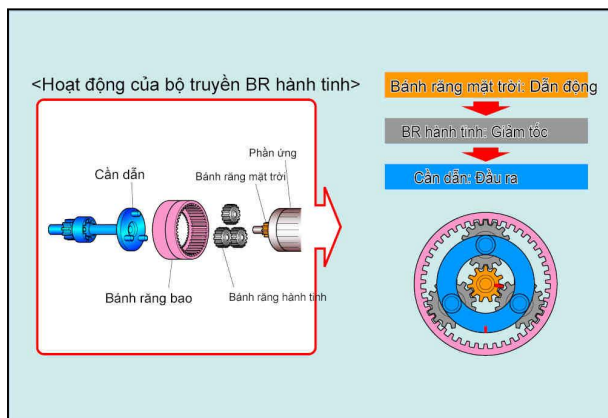 <Hoạt động của bộ truyền BR hành tinh>
Phần ứng
Cần dẫn
Bánh răng mặt trời
Bánh răng bao
Bánh răng hành tinh
Bánh răng mặt trời: Dẫn động
BR hành tinh: Giảm tốc
Cần dẫn: Đầu ra